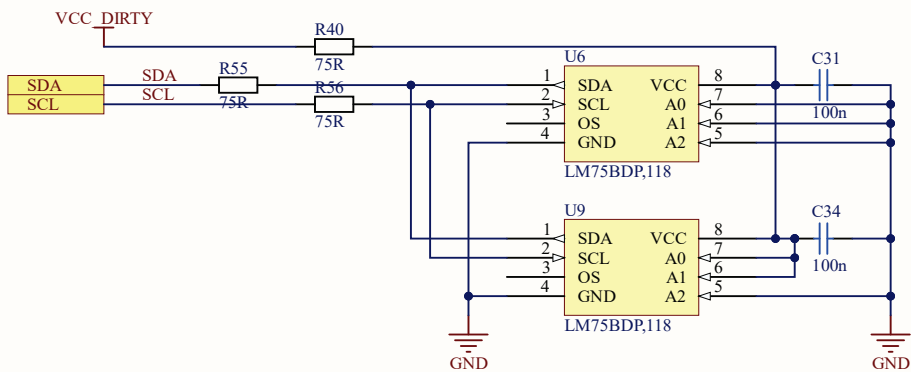 VCC_DIRTY
R40
75R
SDA
SCL
SDA
R55
75R
SCL
R56
75R
U6
1 SDA VCC 8
2 SCL A0 7
3 OS A1 6
4 GND A2 5
LM75BDP,118
C31
100n
U9
1 SDA VCC 8
2 SCL A0 7
3 OS A1 6
4 GND A2 5
LM75BDP,118
C34
100n
GND
GND